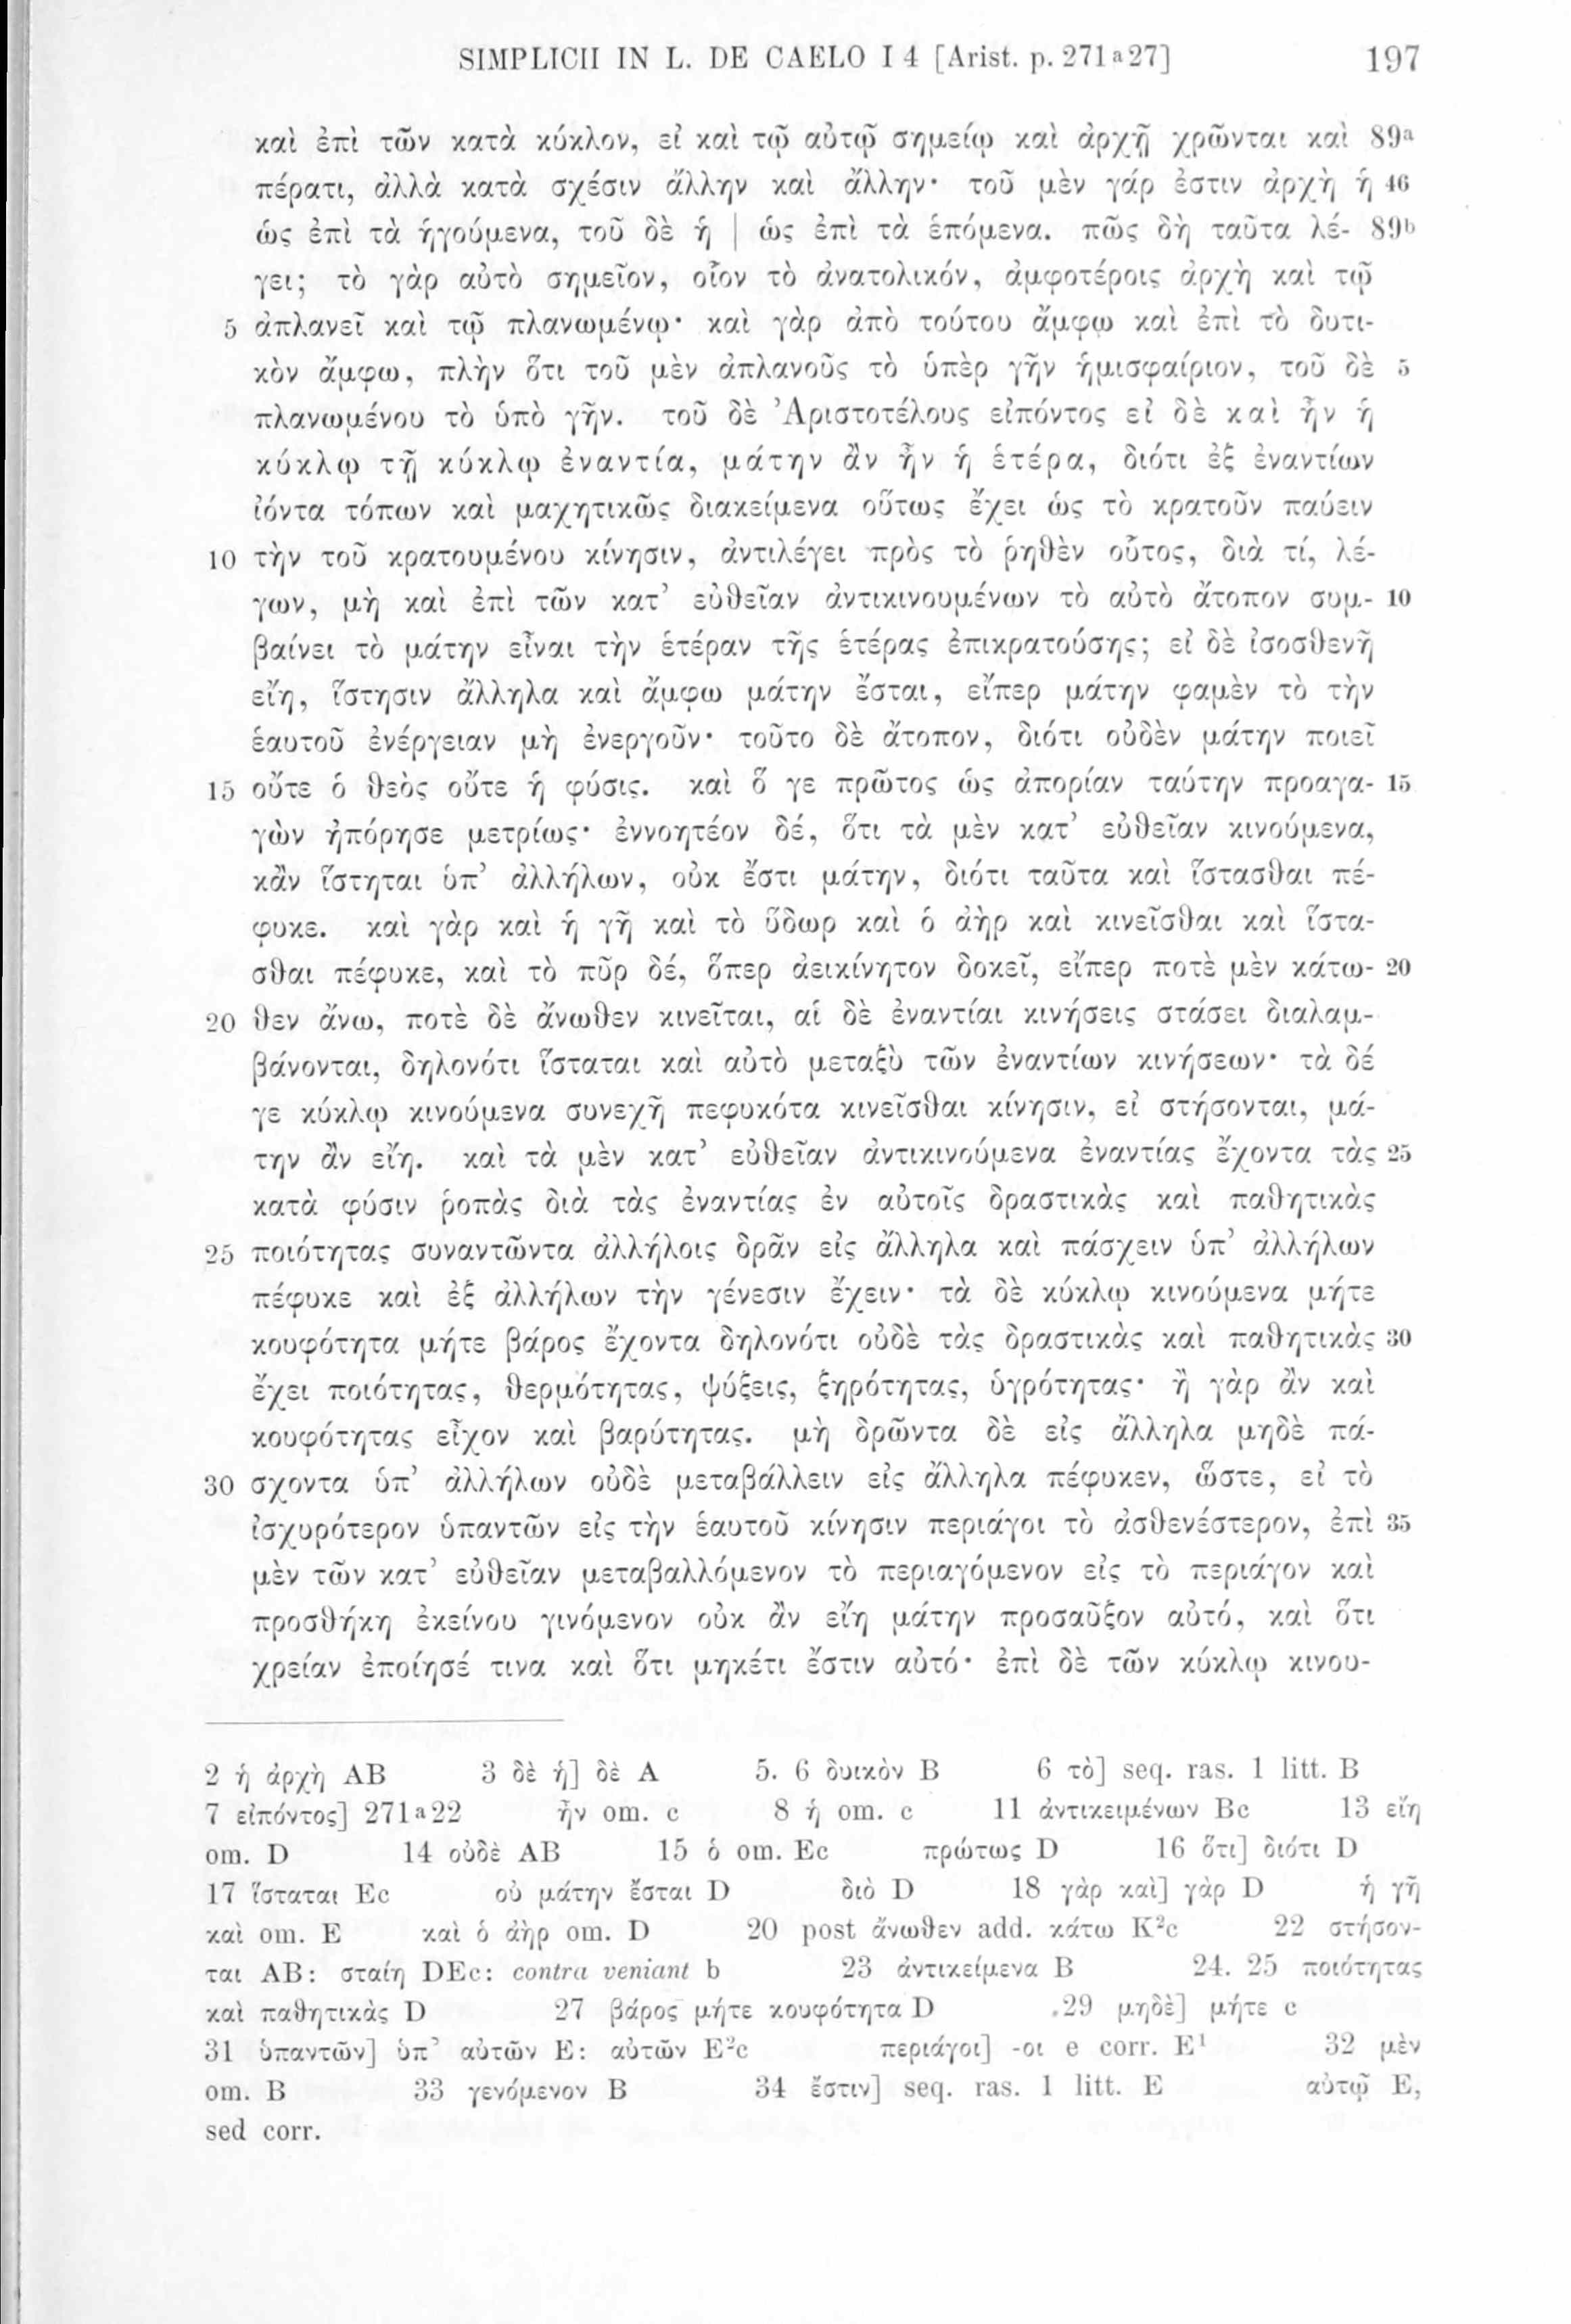 SIMPLICII IN L. DE CAELO I 4 [Arist. p. 271a27] 197
καὶ ἐπὶ τῶν κατὰ κύκλον, εἰ καὶ τῷ αὐτῷ σημείῳ καὶ ἀρχῇ χρῶνται καὶ 89a
πέρατι, ἀλλὰ κατὰ σχέσιν ἄλλην καὶ ἄλλην· τοῦ μὲν γάρ ἐστιν ἀρχὴ ἡ 46
ὡς ἐπὶ τὰ ἡγούμενα, τοῦ δὲ ἡ | ὡς ἐπὶ τὰ ἑπόμενα. πῶς δὴ ταῦτα λέ- 89b
γει; τὸ γὰρ αὐτὸ σημεῖον, οἷον τὸ ἀνατολικόν, ἀμφοτέροις ἀρχὴ καὶ τῷ
5 ἀπλανεῖ καὶ τῷ πλανωμένῳ· καὶ γὰρ ἀπὸ τούτου ἄμφω καὶ ἐπὶ τὸ δυτι-
κὸν ἄμφω, πλὴν ὅτι τοῦ μὲν ἀπλανοῦς τὸ ὑπὲρ γῆν ἡμισφαίριον, τοῦ δὲ 5
πλανωμένου τὸ ὑπὸ γῆν. τοῦ δὲ Ἀριστοτέλους εἰπόντος εἰ δὲ καὶ ἦν ἡ
κύκλῳ τῇ κύκλῳ ἐναντία, μάτην ἂν ἦν ἡ ἑτέρα, διότι ἐξ ἐναντίων
ἰόντα τόπων καὶ μαχητικῶς διακείμενα οὕτως ἔχει ὡς τὸ κρατοῦν παύειν
10 τὴν τοῦ κρατουμένου κίνησιν, ἀντιλέγει πρὸς τὸ ῥηθὲν οὗτος, διὰ τί, λέ-
γων, μὴ καὶ ἐπὶ τῶν κατ’ εὐθεῖαν ἀντικινουμένων τὸ αὐτὸ ἄτοπον συμ- 10
βαίνει τὸ μάτην εἶναι τὴν ἑτέραν τῆς ἑτέρας ἐπικρατούσης; εἰ δὲ ἰσοσθενῆ
εἴη, ἵστησιν ἄλληλα καὶ ἄμφω μάτην ἔσται, εἴπερ μάτην φαμὲν τὸ τὴν
ἑαυτοῦ ἐνέργειαν μὴ ἐνεργοῦν· τοῦτο δὲ ἄτοπον, διότι οὐδὲν μάτην ποιεῖ
15 οὔτε ὁ θεὸς οὔτε ἡ φύσις. καὶ ὅ γε πρῶτος ὡς ἀπορίαν ταύτην προαγα- 15
γὼν ἠπόρησε μετρίως· ἐννοητέον δέ, ὅτι τὰ μὲν κατ’ εὐθεῖαν κινούμενα,
κἂν ἵστηται ὑπ’ ἀλλήλων, οὐκ ἔστι μάτην, διότι ταῦτα καὶ ἵστασθαι πέ-
φυκε. καὶ γὰρ καὶ ἡ γῆ καὶ τὸ ὕδωρ καὶ ὁ ἀὴρ καὶ κινεῖσθαι καὶ ἵστα-
σθαι πέφυκε, καὶ τὸ πῦρ δέ, ὅπερ ἀεικίνητον δοκεῖ, εἴπερ ποτὲ μὲν κάτω- 20
20 θεν ἄνω, ποτὲ δὲ ἄνωθεν κινεῖται, αἱ δὲ ἐναντίαι κινήσεις στάσει διαλαμ-
βάνονται, δηλονότι ἵσταται καὶ αὐτὸ μεταξὺ τῶν ἐναντίων κινήσεων· τὰ δέ
γε κύκλῳ κινούμενα συνεχῆ πεφυκότα κινεῖσθαι κίνησιν, εἰ στήσονται, μά-
την ἂν εἴη. καὶ τὰ μὲν κατ’ εὐθεῖαν ἀντικινούμενα ἐναντίας ἔχοντα τὰς 25
κατὰ φύσιν ῥοπὰς διὰ τὰς ἐναντίας ἐν αὐτοῖς δραστικὰς καὶ παθητικὰς
25 ποιότητας συναντῶντα ἀλλήλοις δρᾶν εἰς ἄλληλα καὶ πάσχειν ὑπ’ ἀλλήλων
πέφυκε καὶ ἐξ ἀλλήλων τὴν γένεσιν ἔχειν· τὰ δὲ κύκλῳ κινούμενα μήτε
κουφότητα μήτε βάρος ἔχοντα δηλονότι οὐδὲ τὰς δραστικὰς καὶ παθητικὰς 30
ἔχει ποιότητας, θερμότητας, ψύξεις, ξηρότητας, ὑγρότητας· ἢ γὰρ ἂν καὶ
κουφότητας εἶχον καὶ βαρύτητας. μὴ δρῶντα δὲ εἰς ἄλληλα μηδὲ πά-
30 σχοντα ὑπ’ ἀλλήλων οὐδὲ μεταβάλλειν εἰς ἄλληλα πέφυκεν, ὥστε, εἰ τὸ
ἰσχυρότερον ὑπαντῶν εἰς τὴν ἑαυτοῦ κίνησιν περιάγοι τὸ ἀσθενέστερον, ἐπὶ 35
μὲν τῶν κατ’ εὐθεῖαν μεταβαλλόμενον τὸ περιαγόμενον εἰς τὸ περιάγον καὶ
προσθήκη ἐκείνου γινόμενον οὐκ ἂν εἴη μάτην προσαῦξον αὐτό, καὶ ὅτι
χρείαν ἐποίησέ τινα καὶ ὅτι μηκέτι ἔστιν αὐτό· ἐπὶ δὲ τῶν κύκλῳ κινου-
2 ἡ ἀρχὴ AB 3 δὲ ἡ] δὲ A 5. 6 δυικὸν B 6 τὸ] seq. ras. 1 litt. B
7 εἰπόντος] 271a22 ἦν om. c 8 ἡ om. c 11 ἀντικειμένων Bc 13 εἴη
om. D 14 οὐδὲ AB 15 ὁ om. Ec πρώτως D 16 ὅτι] διότι D
17 ἵσταται Ec οὐ μάτην ἔσται D διὸ D 18 γὰρ καὶ] γὰρ D ἡ γῆ
καὶ om. E καὶ ὁ ἀὴρ om. D 20 post ἄνωθεν add. κάτω K²c 22 στήσον-
ται AB: σταίη DEc: contra veniant b 23 ἀντικείμενα B 24. 25 ποιότητας
καὶ παθητικὰς D 27 βάρος μήτε κουφότητα D 29 μηδὲ] μήτε c
31 ὑπαντῶν] ὑπ’ αὐτῶν E: αὐτῶν E²c περιάγοι] -οι e corr. E¹ 32 μὲν
om. B 33 γενόμενον B 34 ἔστιν] seq. ras. 1 litt. E αὐτῷ E,
sed corr.